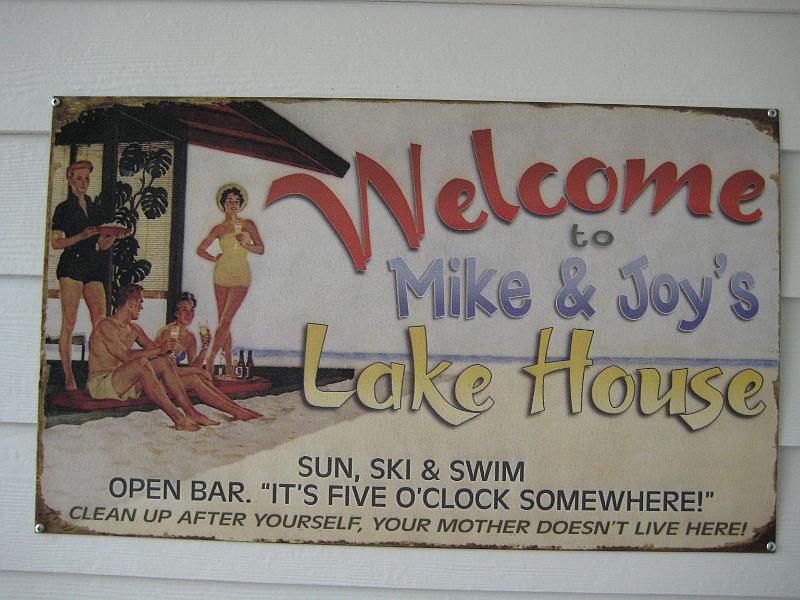 Welcome
to
Mike & Joy's
Lake House
SUN, SKI & SWIM
OPEN BAR. "IT'S FIVE O'CLOCK SOMEWHERE!"
CLEAN UP AFTER YOURSELF, YOUR MOTHER DOESN'T LIVE HERE!